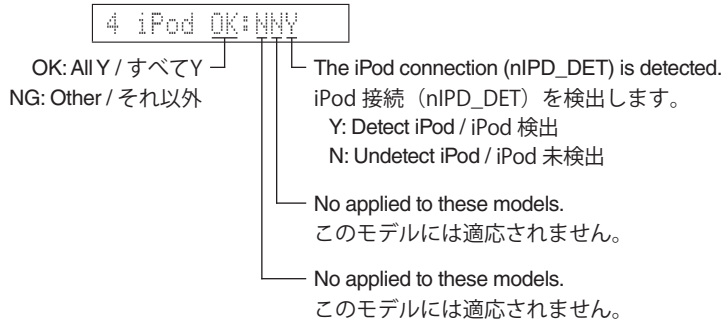 4 iPod OK:NNY
OK: All Y / すべてY
NG: Other / それ以外
The iPod connection (nIPD_DET) is detected.
iPod 接続（nIPD_DET）を検出します。
Y: Detect iPod / iPod 検出
N: Undetect iPod / iPod 未検出
No applied to these models.
このモデルには適応されません。
No applied to these models.
このモデルには適応されません。